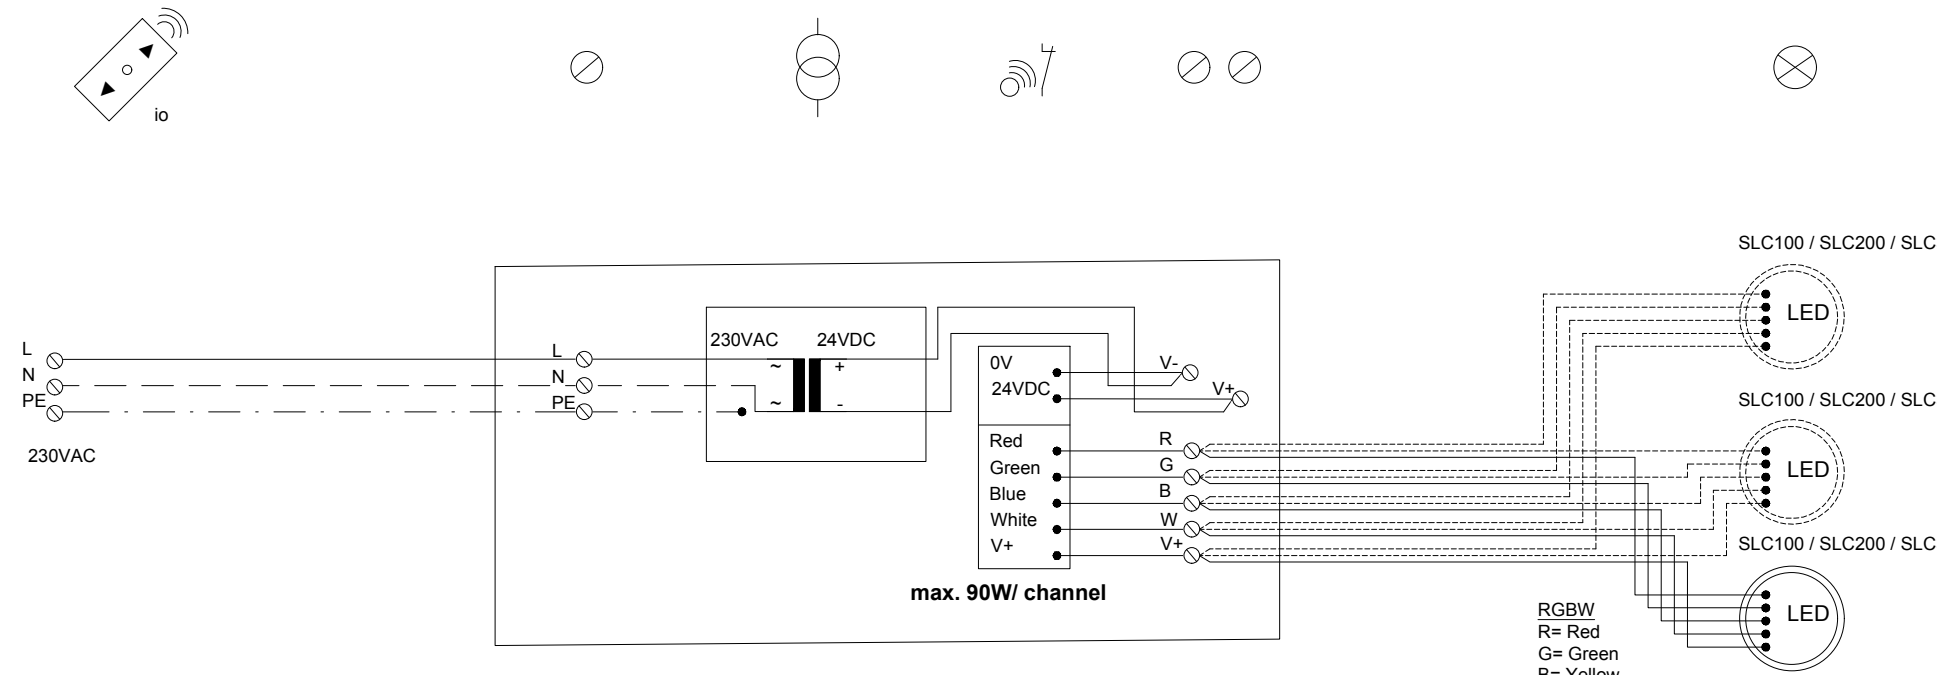 io
SLC100 / SLC200 / SLC
LED
230VAC 24VDC
L
L
~ +
0V
V-
N
N
24VDC
V+
PE
PE
~ -
SLC100 / SLC200 / SLC
230VAC
Red
R
Green
G
LED
Blue
B
White
W
V+
V+
SLC100 / SLC200 / SLC
max. 90W/ channel
LED
RGBW
R= Red
G= Green
B= Yellow